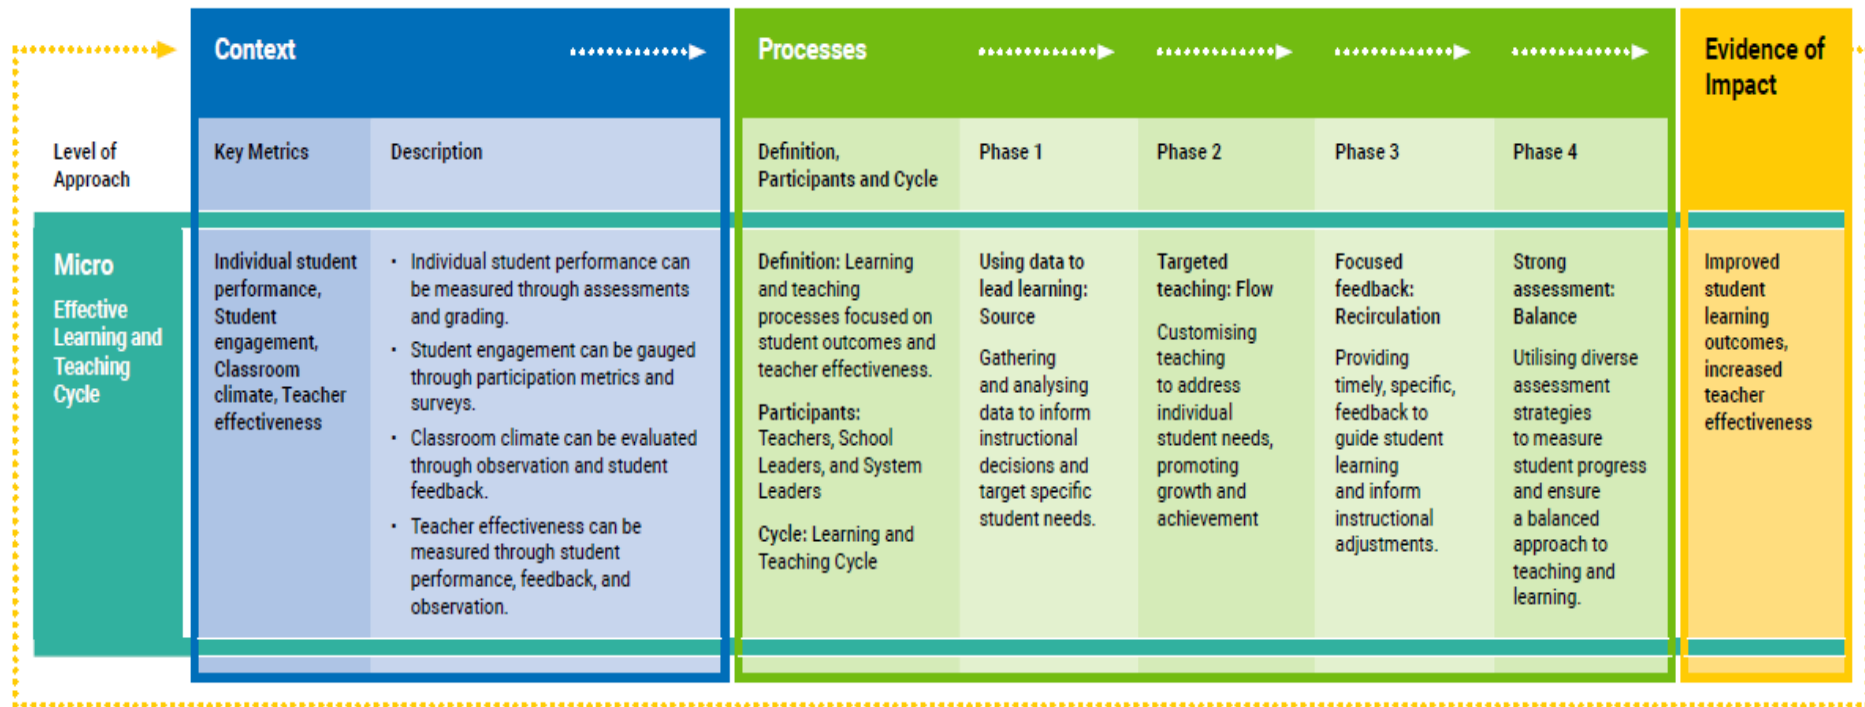 Context
Processes
Evidence of
Impact
Level of
Approach
Key Metrics
Description
Definition,
Participants and Cycle
Phase 1
Phase 2
Phase 3
Phase 4
Micro
Effective
Learning and
Teaching
Cycle
Individual student
performance,
Student
engagement,
Classroom
climate, Teacher
effectiveness
• Individual student performance can
be measured through assessments
and grading.
• Student engagement can be gauged
through participation metrics and
surveys.
• Classroom climate can be evaluated
through observation and student
feedback.
• Teacher effectiveness can be
measured through student
performance, feedback, and
observation.
Definition: Learning
and teaching
processes focused on
student outcomes and
teacher effectiveness.
Participants:
Teachers, School
Leaders, and System
Leaders
Cycle: Learning and
Teaching Cycle
Using data to
lead learning:
Source
Gathering
and analysing
data to inform
instructional
decisions and
target specific
student needs.
Targeted
teaching: Flow
Customising
teaching
to address
individual
student needs,
promoting
growth and
achievement
Focused
feedback:
Recirculation
Providing
timely, specific,
feedback to
guide student
learning
and inform
instructional
adjustments.
Strong
assessment:
Balance
Utilising diverse
assessment
strategies
to measure
student progress
and ensure
a balanced
approach to
teaching and
learning.
Improved
student
learning
outcomes,
increased
teacher
effectiveness